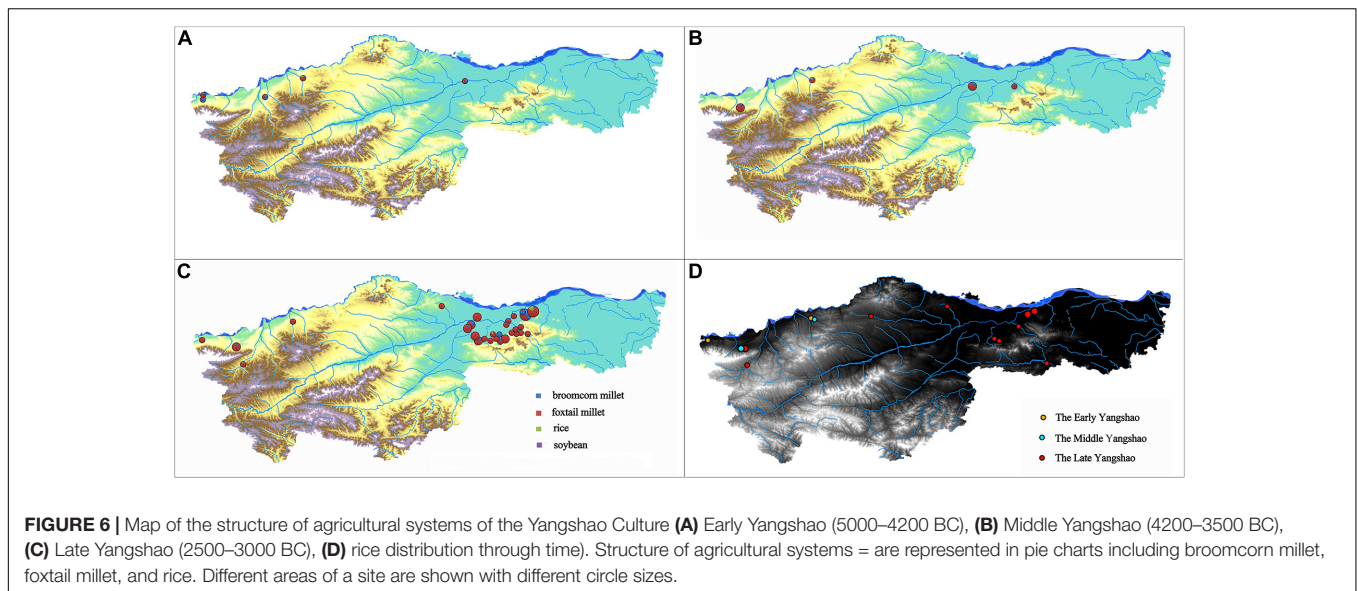 A
B
C
broomcorn millet
foxtail millet
rice
soybean
D
The Early Yangshao
The Middle Yangshao
The Late Yangshao
FIGURE 6 | Map of the structure of agricultural systems of the Yangshao Culture (A) Early Yangshao (5000–4200 BC), (B) Middle Yangshao (4200–3500 BC),
(C) Late Yangshao (2500–3000 BC), (D) rice distribution through time). Structure of agricultural systems = are represented in pie charts including broomcorn millet,
foxtail millet, and rice. Different areas of a site are shown with different circle sizes.